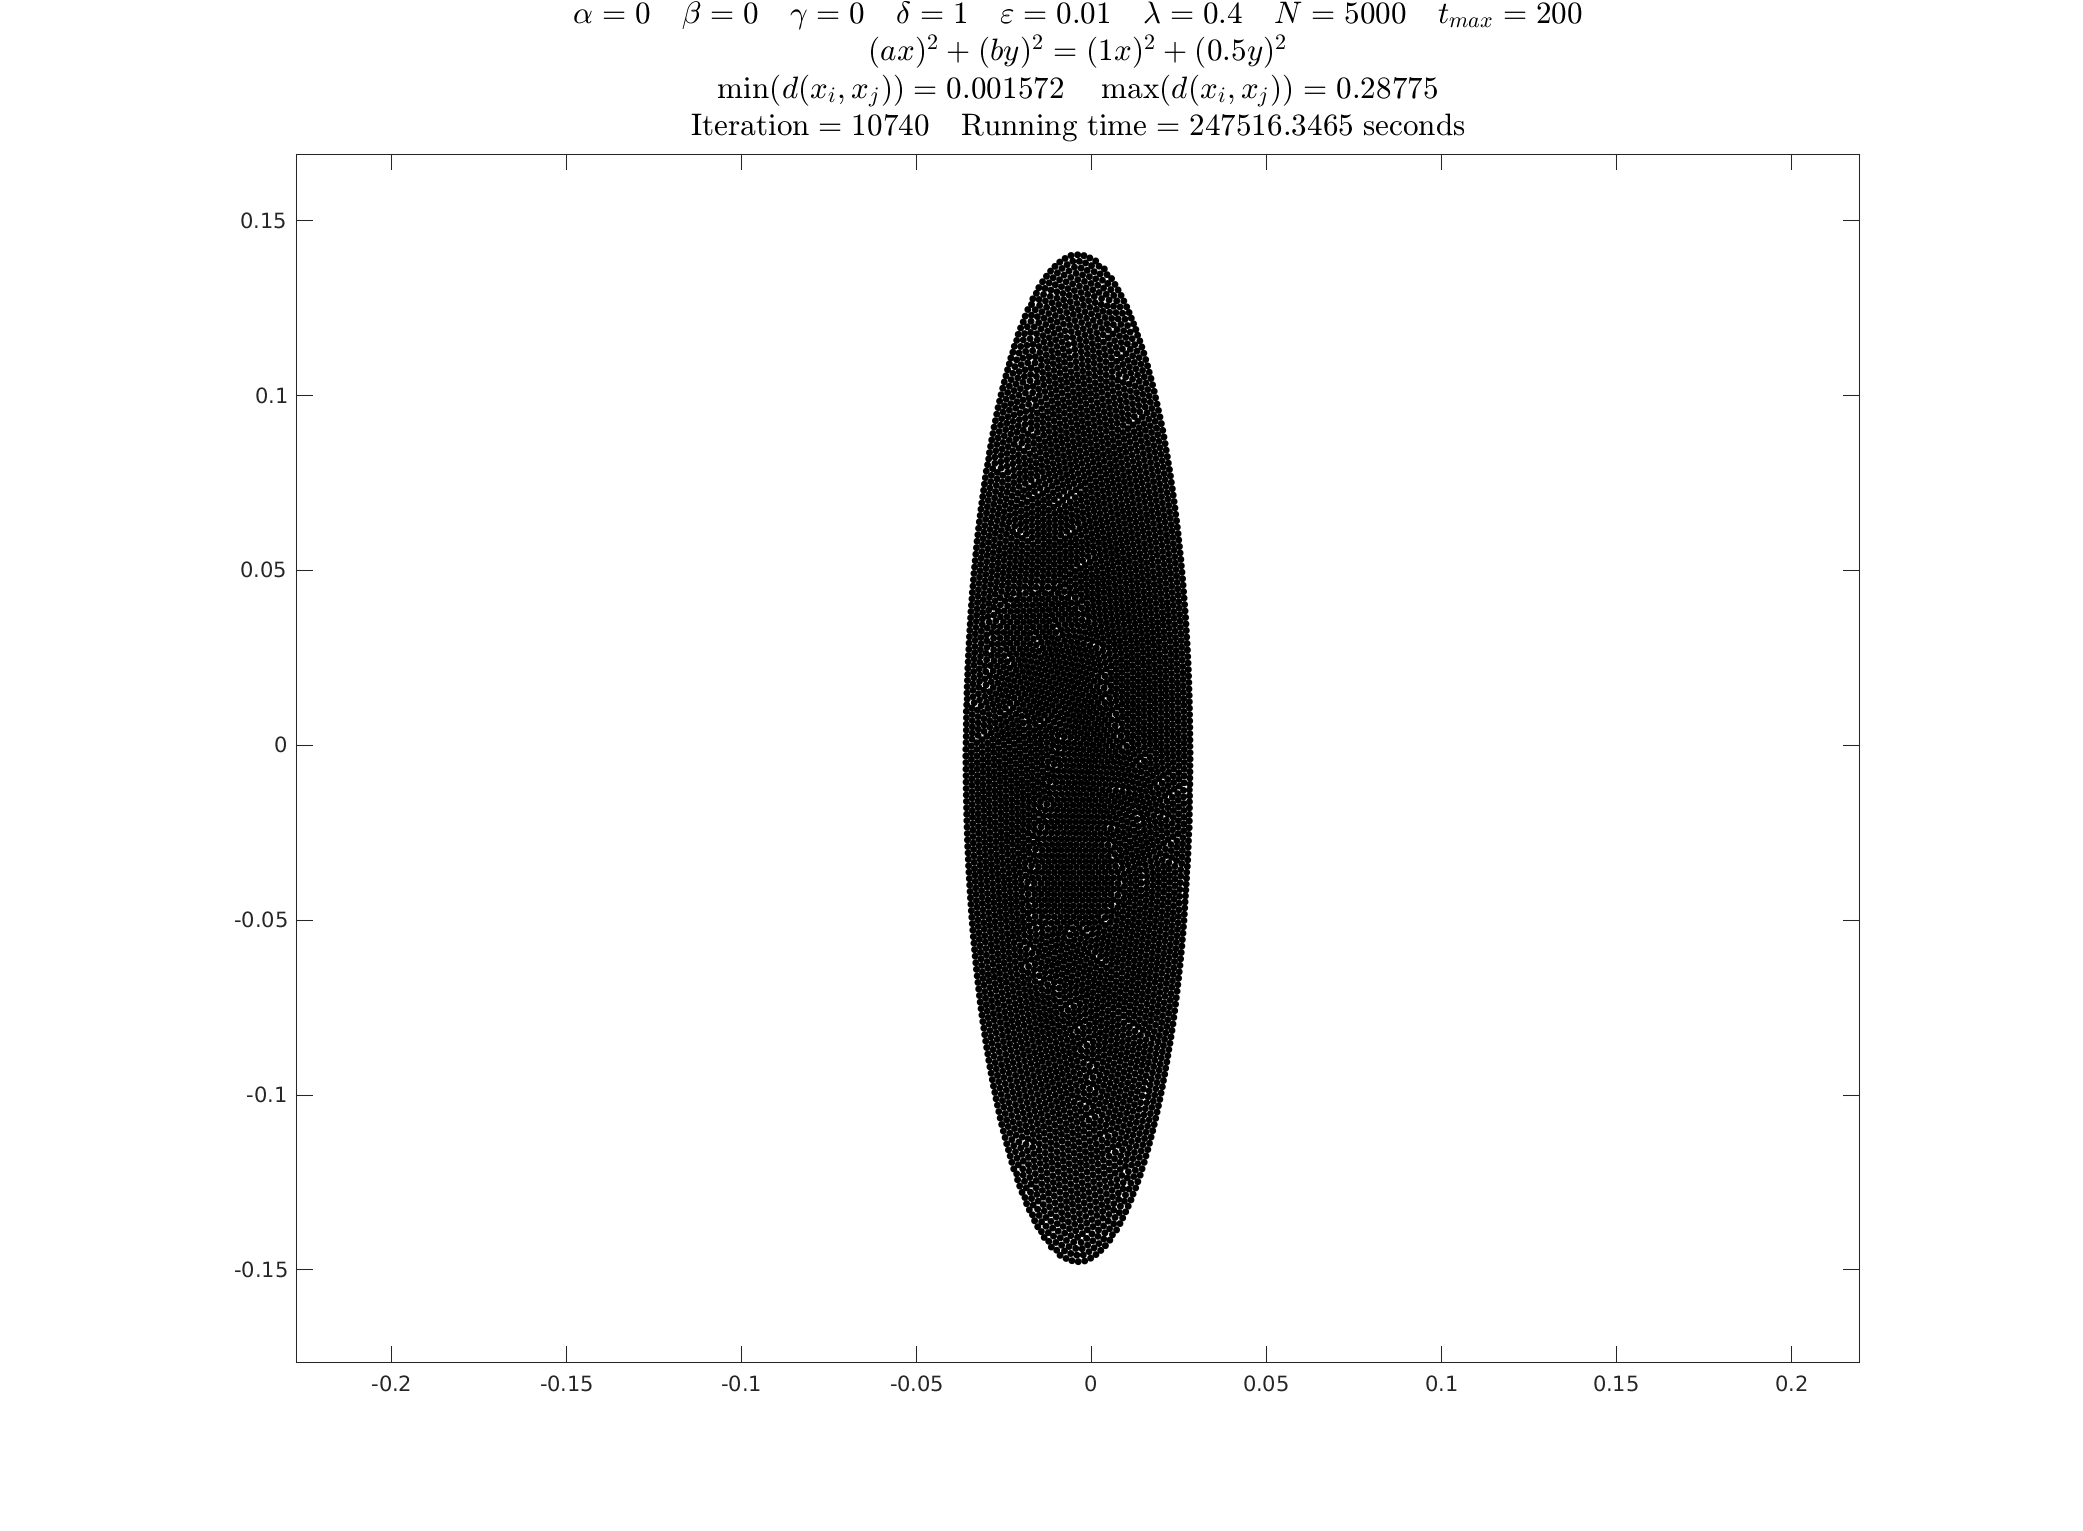 α = 0 β = 0 γ = 0 δ = 1 ε = 0.01 λ = 0.4 N = 5000 t_max = 200
(ax)² + (by)² = (1x)² + (0.5y)²
min(d(x_i, x_j)) = 0.001572 max(d(x_i, x_j)) = 0.28775
Iteration = 10740 Running time = 247516.3465 seconds
0.15
0.1
0.05
0
-0.05
-0.1
-0.15
-0.2 -0.15 -0.1 -0.05 0 0.05 0.1 0.15 0.2